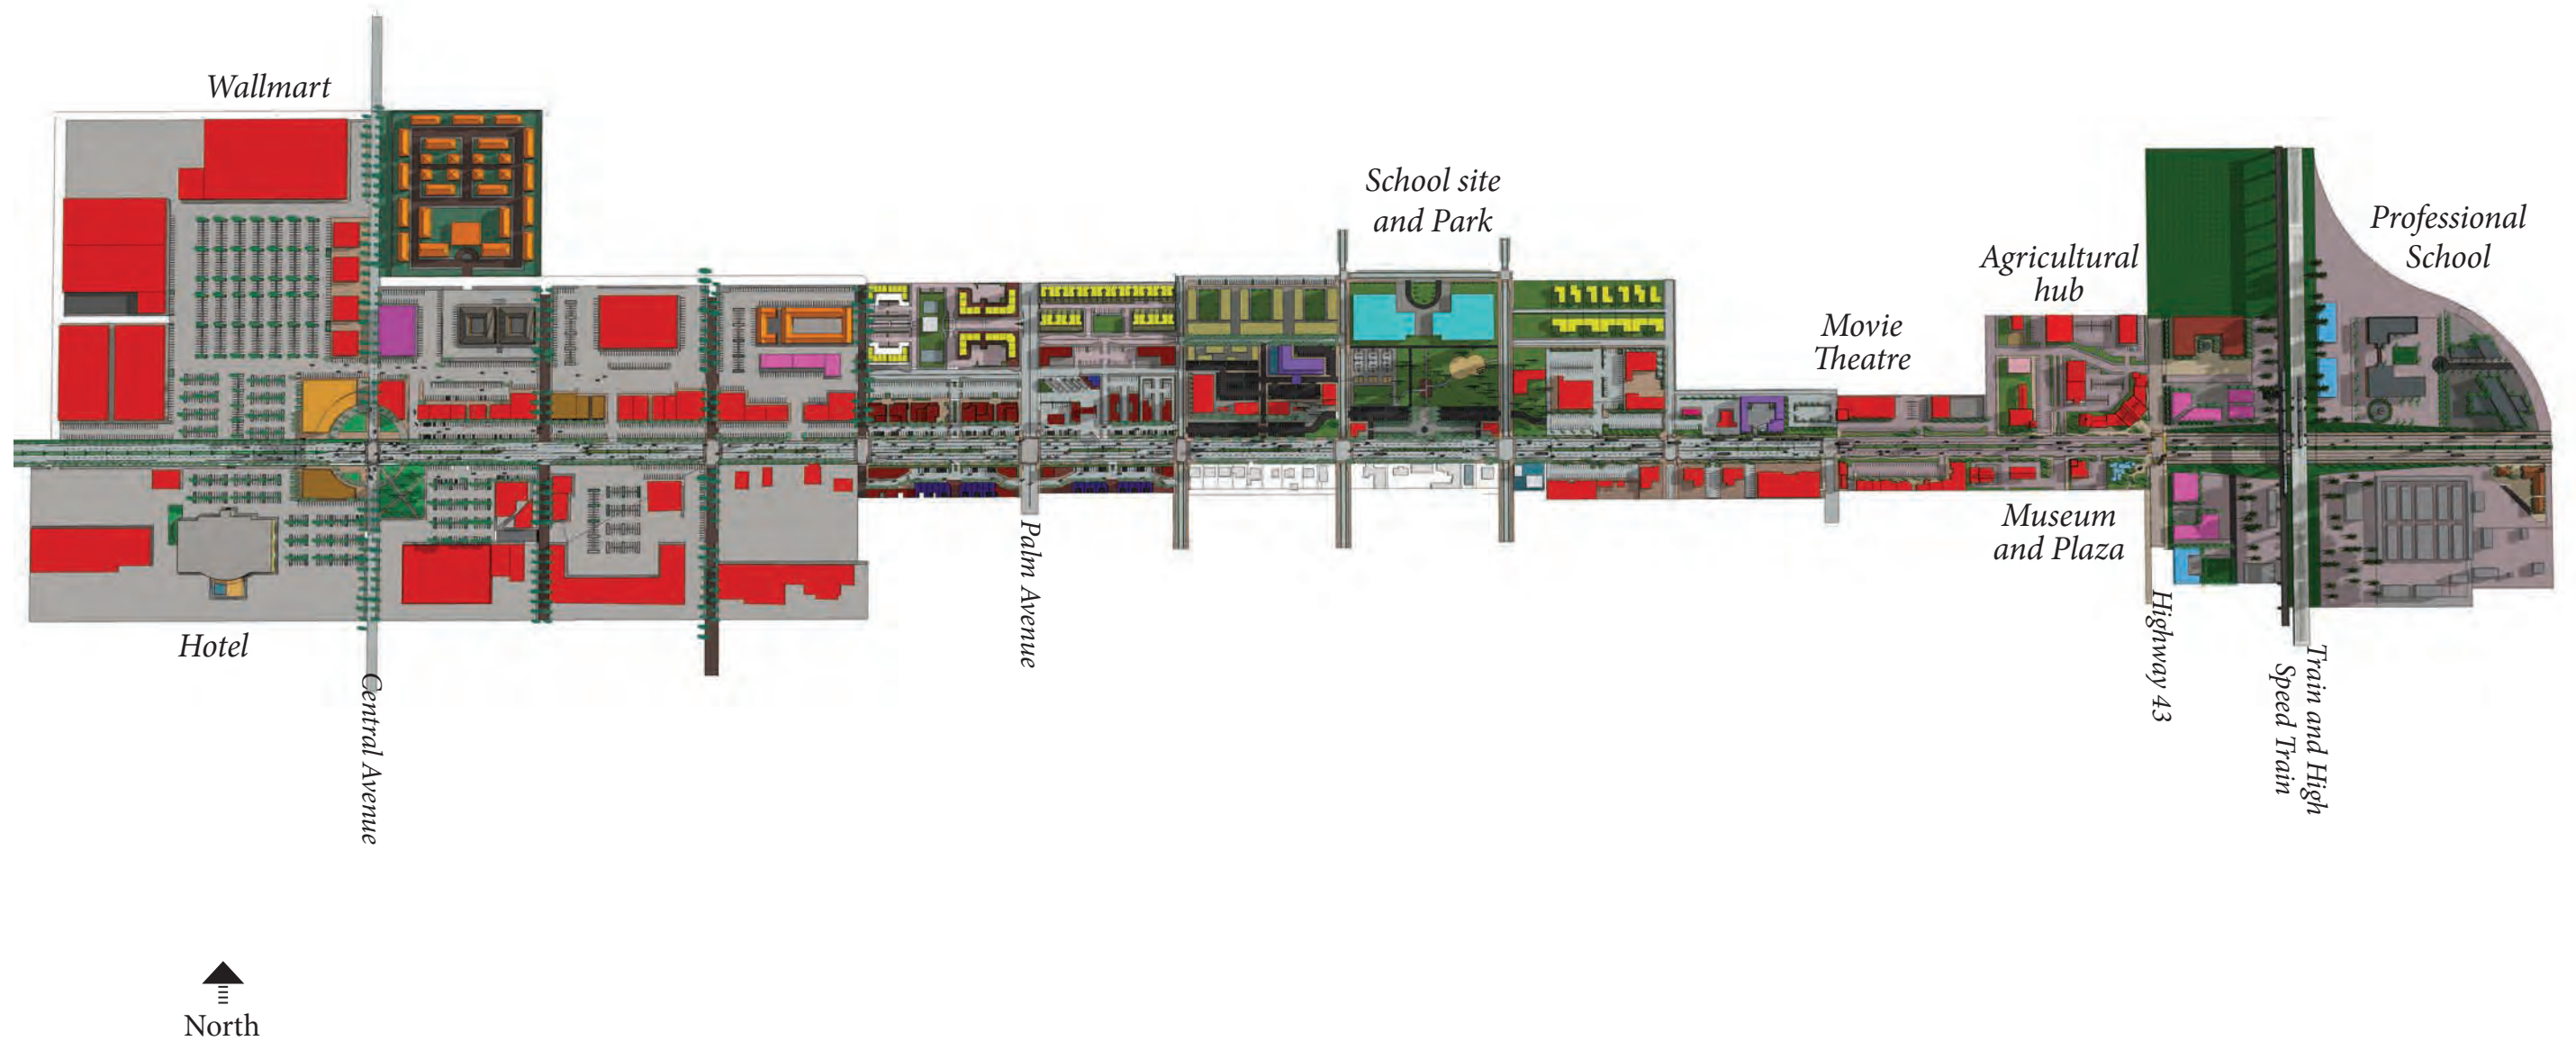 Wallmart
School site
and Park
Professional
School
Agricultural
hub
Movie
Theatre
Museum
and Plaza
Palm Avenue
Highway 43
Hotel
Central Avenue
Train and High
Speed Train
North